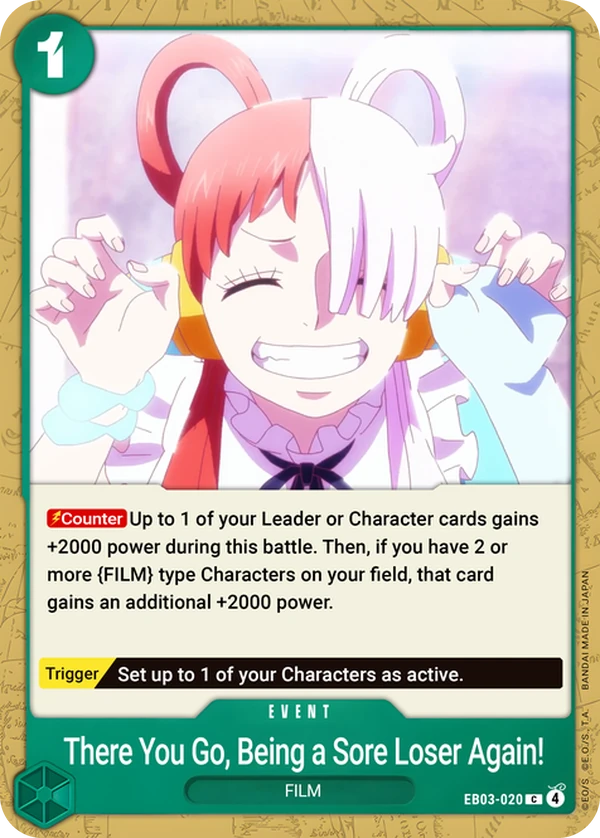 1
Counter Up to 1 of your Leader or Character cards gains
+2000 power during this battle. Then, if you have 2 or
more {FILM} type Characters on your field, that card
gains an additional +2000 power.
Trigger Set up to 1 of your Characters as active.
EVENT
There You Go, Being a Sore Loser Again!
FILM
EB03-020 C 4
©E.O/S. ©E.O./S.,T.A. BANDAI MADE IN JAPAN